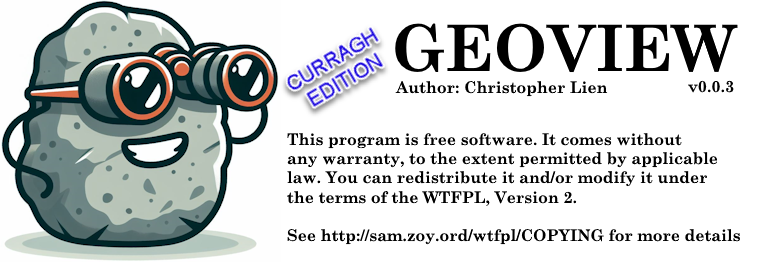 CURRAGH
EDITION
GEOVIEW
Author: Christopher Lien v0.0.3
This program is free software. It comes without
any warranty, to the extent permitted by applicable
law. You can redistribute it and/or modify it under
the terms of the WTFPL, Version 2.
See http://sam.zoy.ord/wtfpl/COPYING for more details